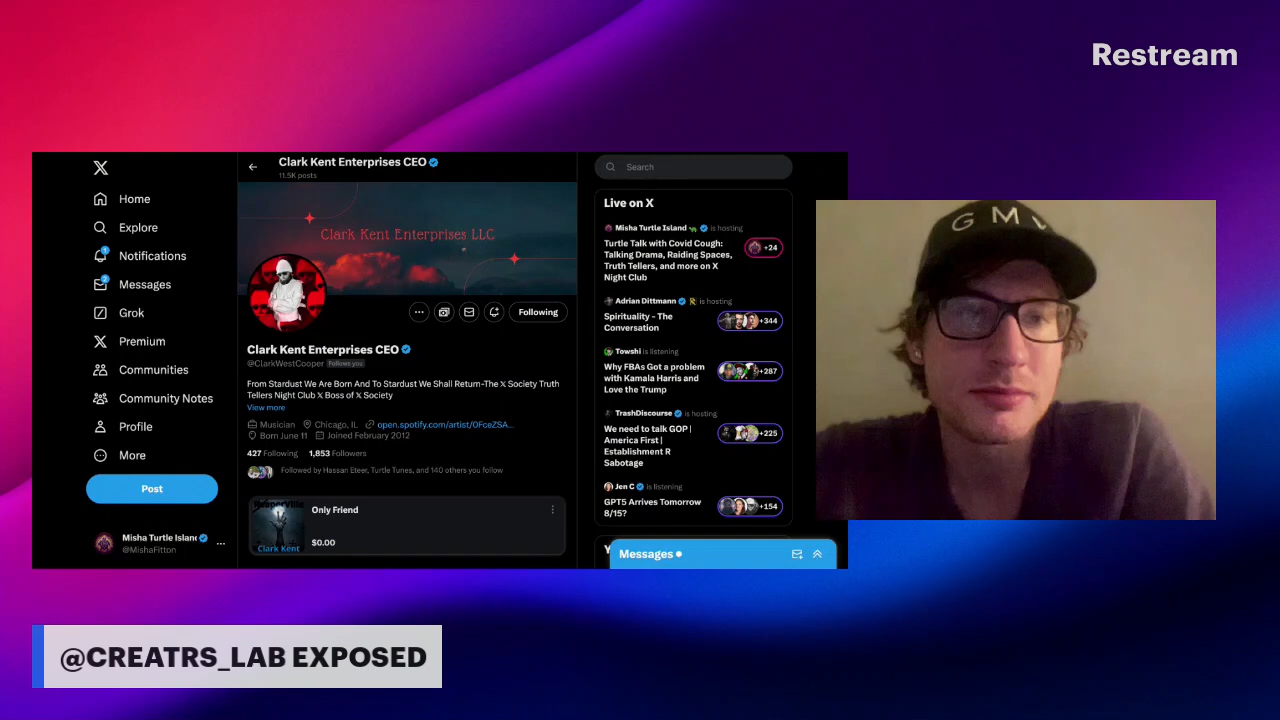 Restream
Home
Explore
1
Notifications
2
Messages
Grok
Premium
Communities
Community Notes
Profile
More
Post
Misha Turtle Islan
@MishaFitton
Clark Kent Enterprises CEO
11.5K posts
Clark Kent Enterprises LLC
Following
Clark Kent Enterprises CEO
@ClarkWestCooper Follows you
From Stardust We Are Born And To Stardust We Shall Return-The 𝕏 Society Truth
Tellers Night Club 𝕏 Boss of 𝕏 Society
View more
Musician Chicago, IL open.spotify.com/artist/0FceZSA...
Born June 11 Joined February 2012
427 Following 1,853 Followers
Followed by Hassan Eteer, Turtle Tunes, and 140 others you follow
Only Friend
$0.00
Clark Kent
Search
Live on X
Misha Turtle Island is hosting
Turtle Talk with Covid Cough:
Talking Drama, Raiding Spaces,
Truth Tellers, and more on X
Night Club
+24
Adrian Dittmann is hosting
Spirituality - The
Conversation
+344
Towshi is listening
Why FBAs Got a problem
with Kamala Harris and
Love the Trump
+287
TrashDiscourse is hosting
We need to talk GOP |
America First |
Establishment R
Sabotage
+225
Jen C is listening
GPT5 Arrives Tomorrow
8/15?
+154
Messages
@CREATRS_LAB EXPOSED